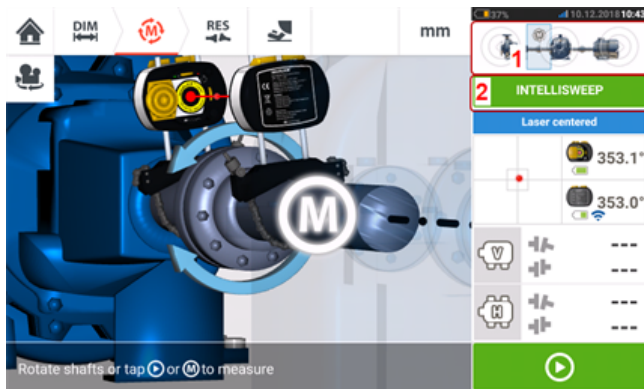 DIM
M
RES
mm
37%
10.12.2018 10:43
1
2
INTELLISWEEP
Laser centered
353.1°
353.0°
M
V
---
---
H
---
---
Rotate shafts or tap or M to measure